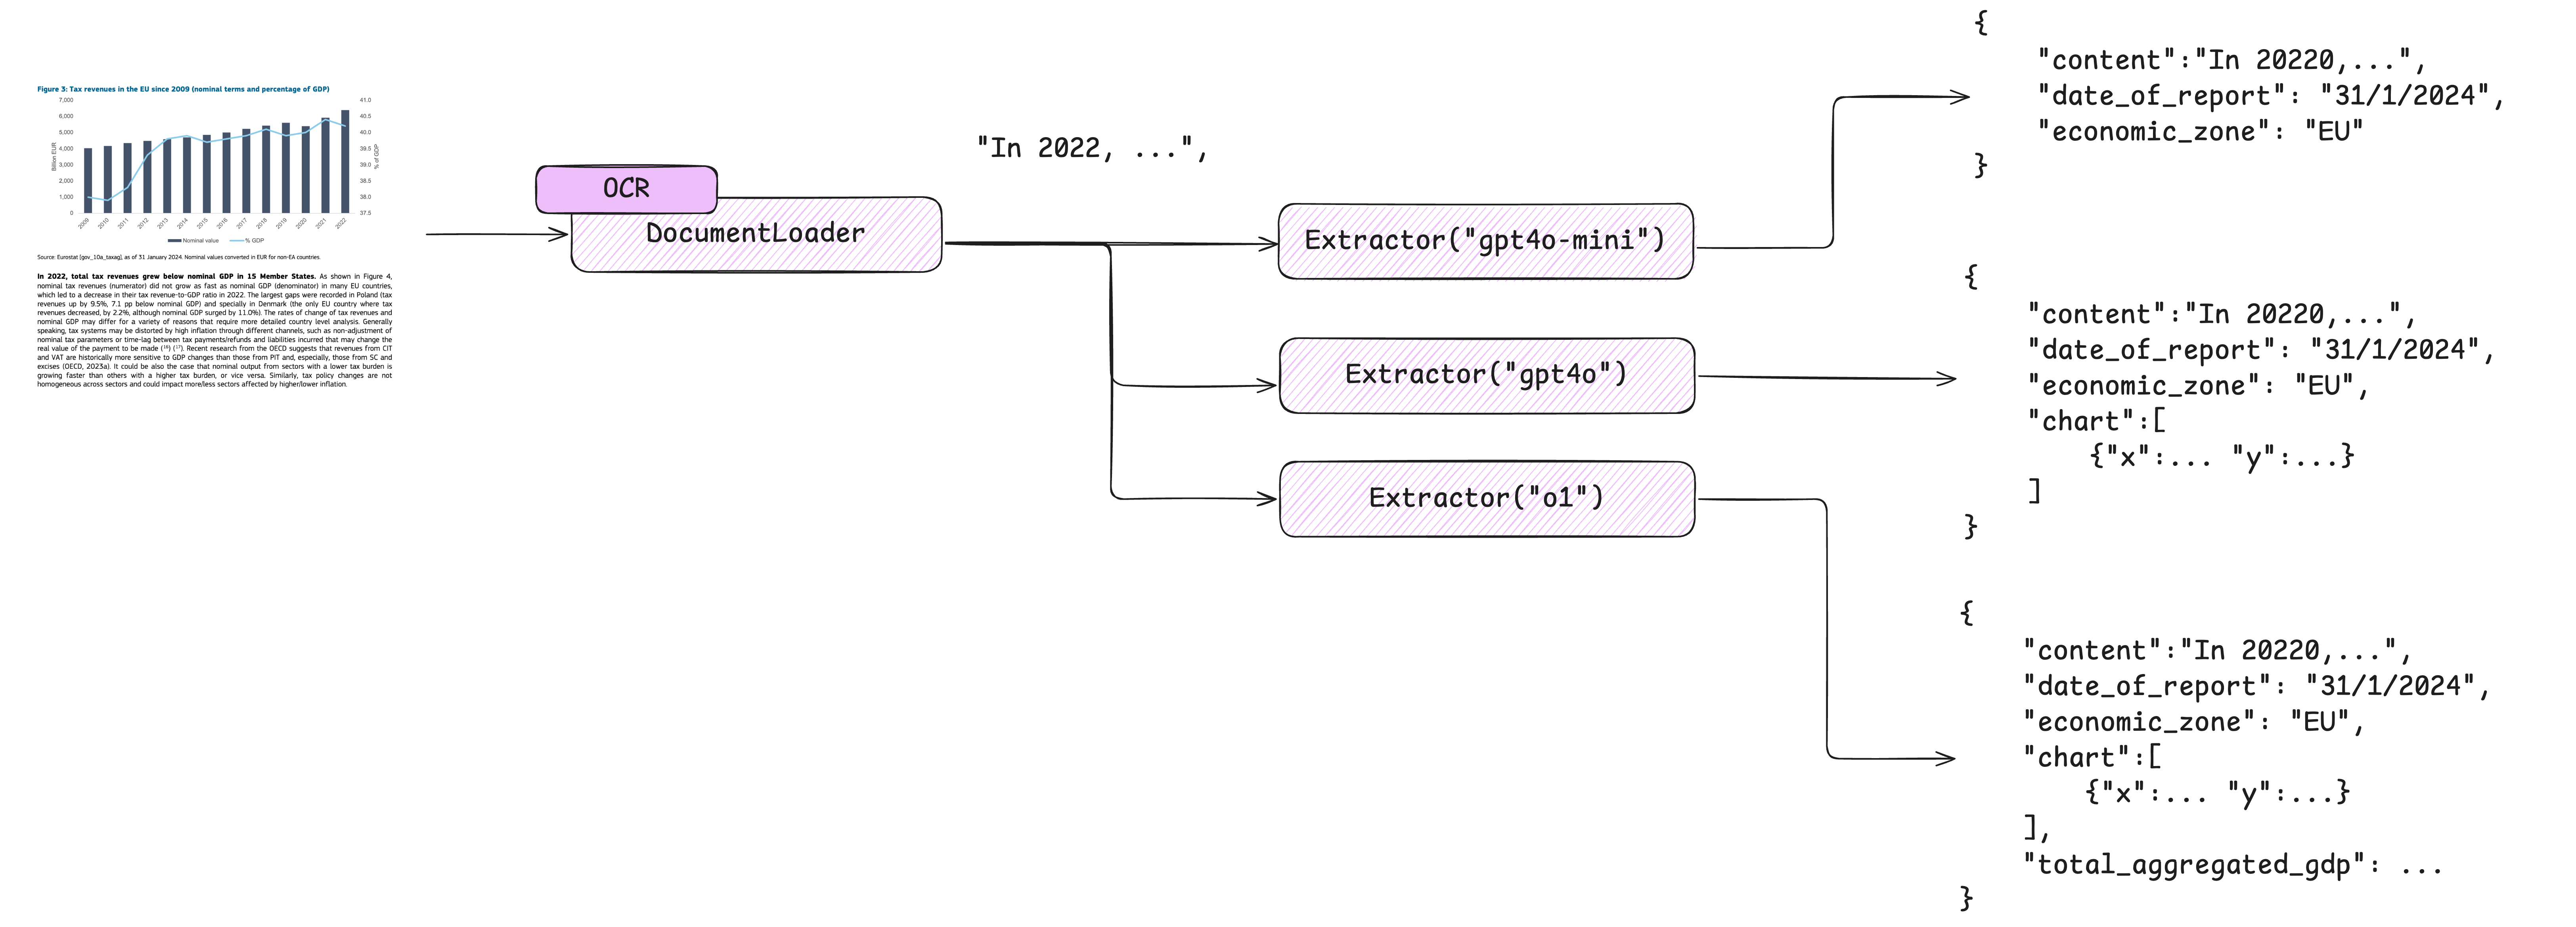 Figure 3: Tax revenues in the EU since 2009 (nominal terms and percentage of GDP)
7,000
6,000
5,000
4,000
3,000
2,000
1,000
0
Billion EUR
41.0
40.5
40.0
39.5
39.0
38.5
38.0
37.5
% of GDP
2009
2010
2011
2012
2013
2014
2015
2016
2017
2018
2019
2020
2021
2022
Nominal value
% GDP
Source: Eurostat [gov_10a_taxag], as of 31 January 2024. Nominal values converted in EUR for non-EA countries.
In 2022, total tax revenues grew below nominal GDP in 15 Member States. As shown in Figure 4,
nominal tax revenues (numerator) did not grow as fast as nominal GDP (denominator) in many EU countries,
which led to a decrease in their tax revenue-to-GDP ratio in 2022. The largest gaps were recorded in Poland (tax
revenues up by 9.5%, 7.1 pp below nominal GDP) and specially in Denmark (the only EU country where tax
revenues decreased, by 2.2%, although nominal GDP surged by 11.0%). The rates of change of tax revenues and
nominal GDP may differ for a variety of reasons that require more detailed country level analysis. Generally
speaking, tax systems may be distorted by high inflation through different channels, such as non-adjustment of
nominal tax parameters or time-lag between tax payments/refunds and liabilities incurred that may change the
real value of the payment to be made (¹⁶) (¹⁷). Recent research from the OECD suggests that revenues from CIT
and VAT are historically more sensitive to GDP changes than those from PIT and, especially, those from SC and
excises (OECD, 2023a). It could be also the case that nominal output from sectors with a lower tax burden is
growing faster than others with a higher tax burden, or vice versa. Similarly, tax policy changes are not
homogeneous across sectors and could impact more/less sectors affected by higher/lower inflation.
OCR
DocumentLoader
"In 2022, ...",
Extractor("gpt4o-mini")
Extractor("gpt4o")
Extractor("o1")
{
"content":"In 20220,...",
"date_of_report": "31/1/2024",
"economic_zone": "EU"
}
{
"content":"In 20220,...",
"date_of_report": "31/1/2024",
"economic_zone": "EU",
"chart":[
{"x":... "y":...}
]
}
{
"content":"In 20220,...",
"date_of_report": "31/1/2024",
"economic_zone": "EU",
"chart":[
{"x":... "y":...}
],
"total_aggregated_gdp": ...
}